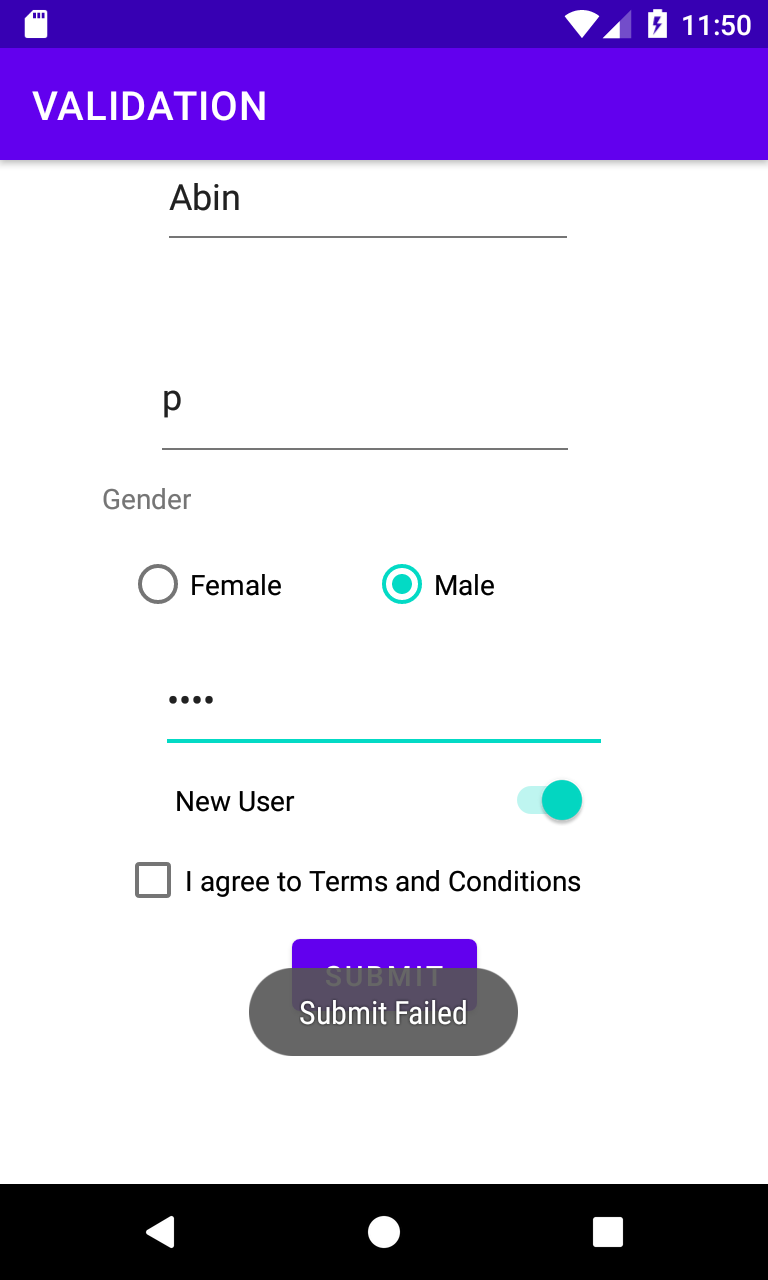 11:50
VALIDATION
Abin
p
Gender
Female Male
••••
New User
I agree to Terms and Conditions
SUBMIT
Submit Failed